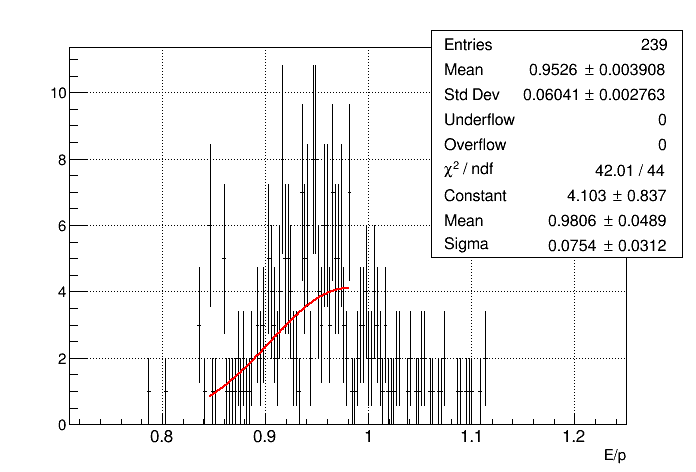 Entries 239
Mean 0.9526 ± 0.003908
Std Dev 0.06041 ± 0.002763
Underflow 0
Overflow 0
χ² / ndf 42.01 / 44
Constant 4.103 ± 0.837
Mean 0.9806 ± 0.0489
Sigma 0.0754 ± 0.0312
10
8
6
4
2
0
0.8 0.9 1 1.1 1.2
E/p